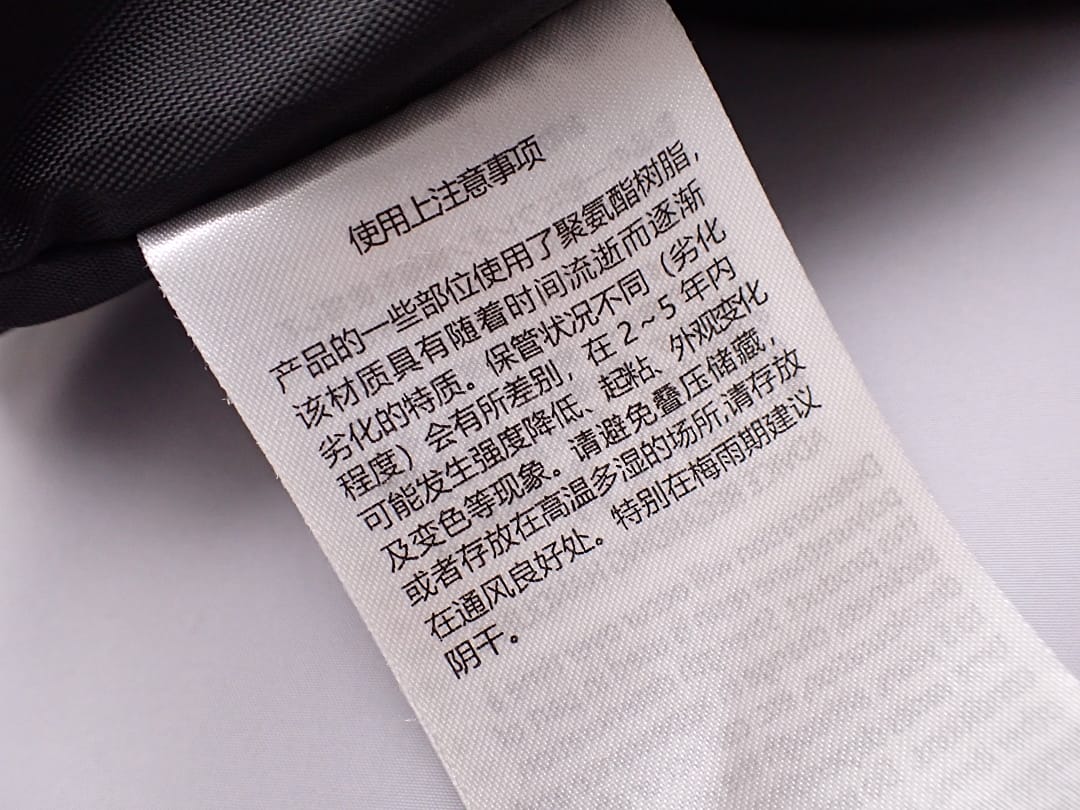 使用上注意事项
产品的一些部位使用了聚氨酯树脂，
该材质具有随着时间流逝而逐渐
劣化的特质。保管状况不同（劣化
程度）会有所差别，在2~5年内
可能发生强度降低、起粘、外观变化
及变色等现象。请避免叠压储藏，
或者存放在高温多湿的场所,请存放
在通风良好处。特别在梅雨期建议
阴干。